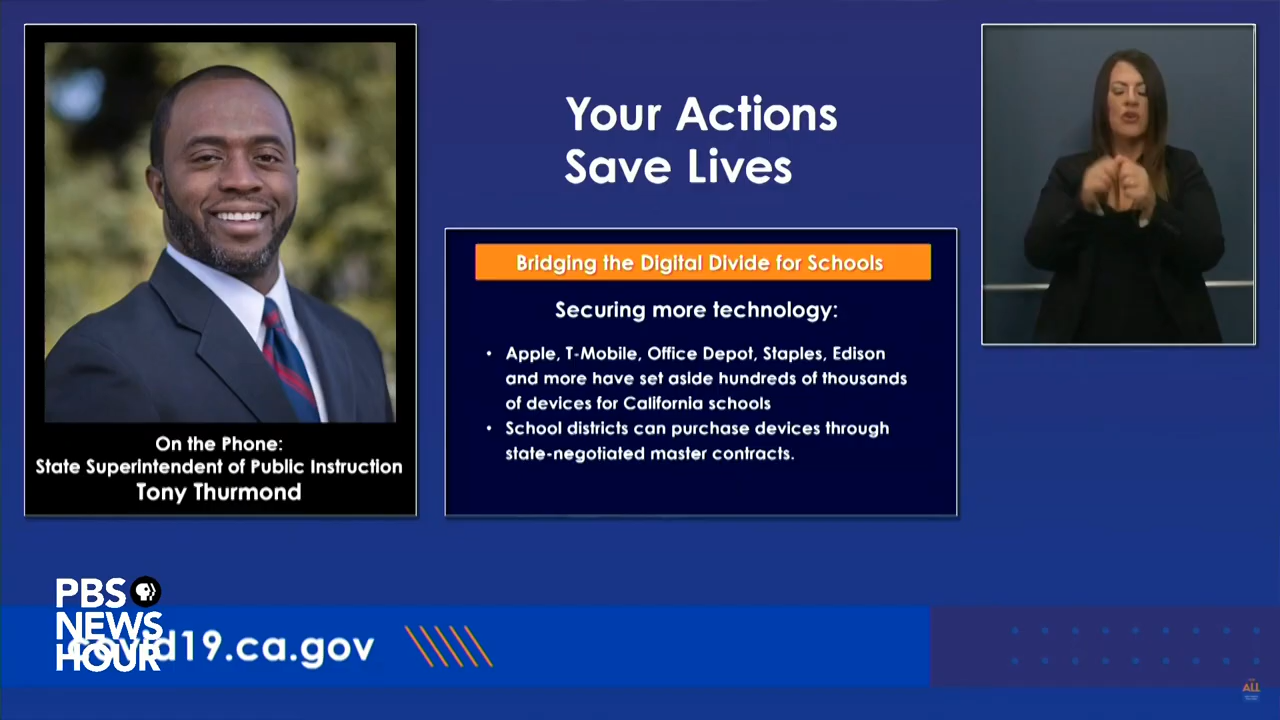 Your Actions
Save Lives
Bridging the Digital Divide for Schools
Securing more technology:
• Apple, T-Mobile, Office Depot, Staples, Edison
and more have set aside hundreds of thousands
of devices for California schools
• School districts can purchase devices through
state-negotiated master contracts.
On the Phone:
State Superintendent of Public Instruction
Tony Thurmond
PBS
NEWS
HOUR
covid19.ca.gov
ALL